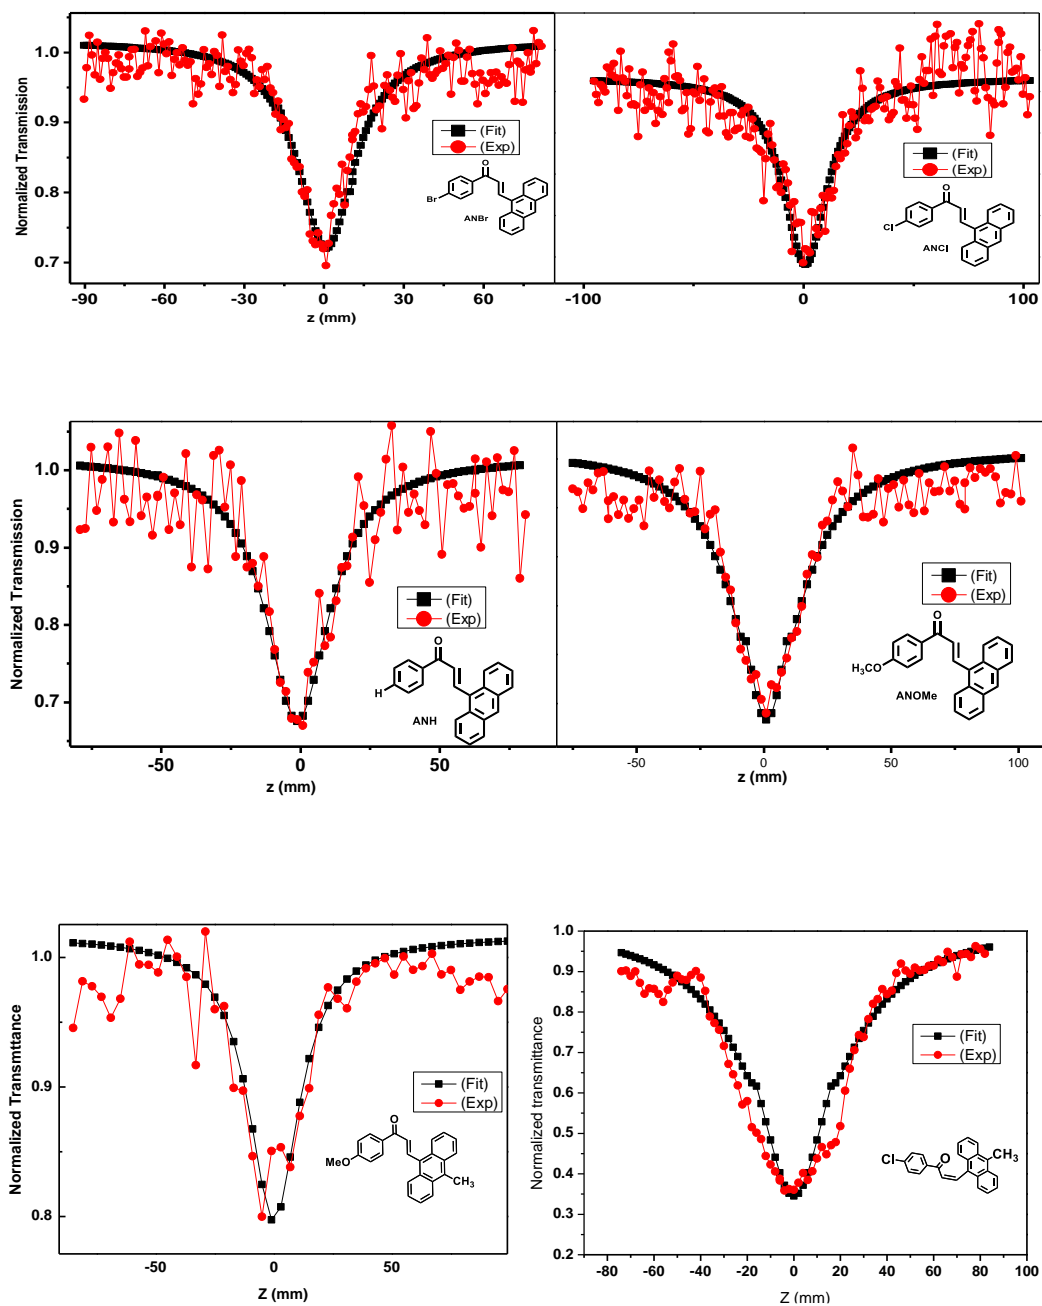 Normalized Transmission
1.0
0.9
0.8
0.7
-90
-60
-30
0
30
60
z (mm)
(Fit)
(Exp)
O
Br
ANBr
-100
0
100
(Fit)
(Exp)
O
Cl
ANCl
Normalized Transmission
1.0
0.9
0.8
0.7
-50
0
50
z (mm)
(Fit)
(Exp)
O
H
ANH
-50
0
50
100
z (mm)
(Fit)
(Exp)
O
H3CO
ANOMe
Normalized Transmttance
1.0
0.9
0.8
-50
0
50
Z (mm)
(Fit)
(Exp)
O
MeO
CH3
Normalized transmittance
1.0
0.9
0.8
0.7
0.6
0.5
0.4
0.3
0.2
-80
-60
-40
-20
0
20
40
60
80
100
Z (mm)
(Fit)
(Exp)
Cl
O
CH3